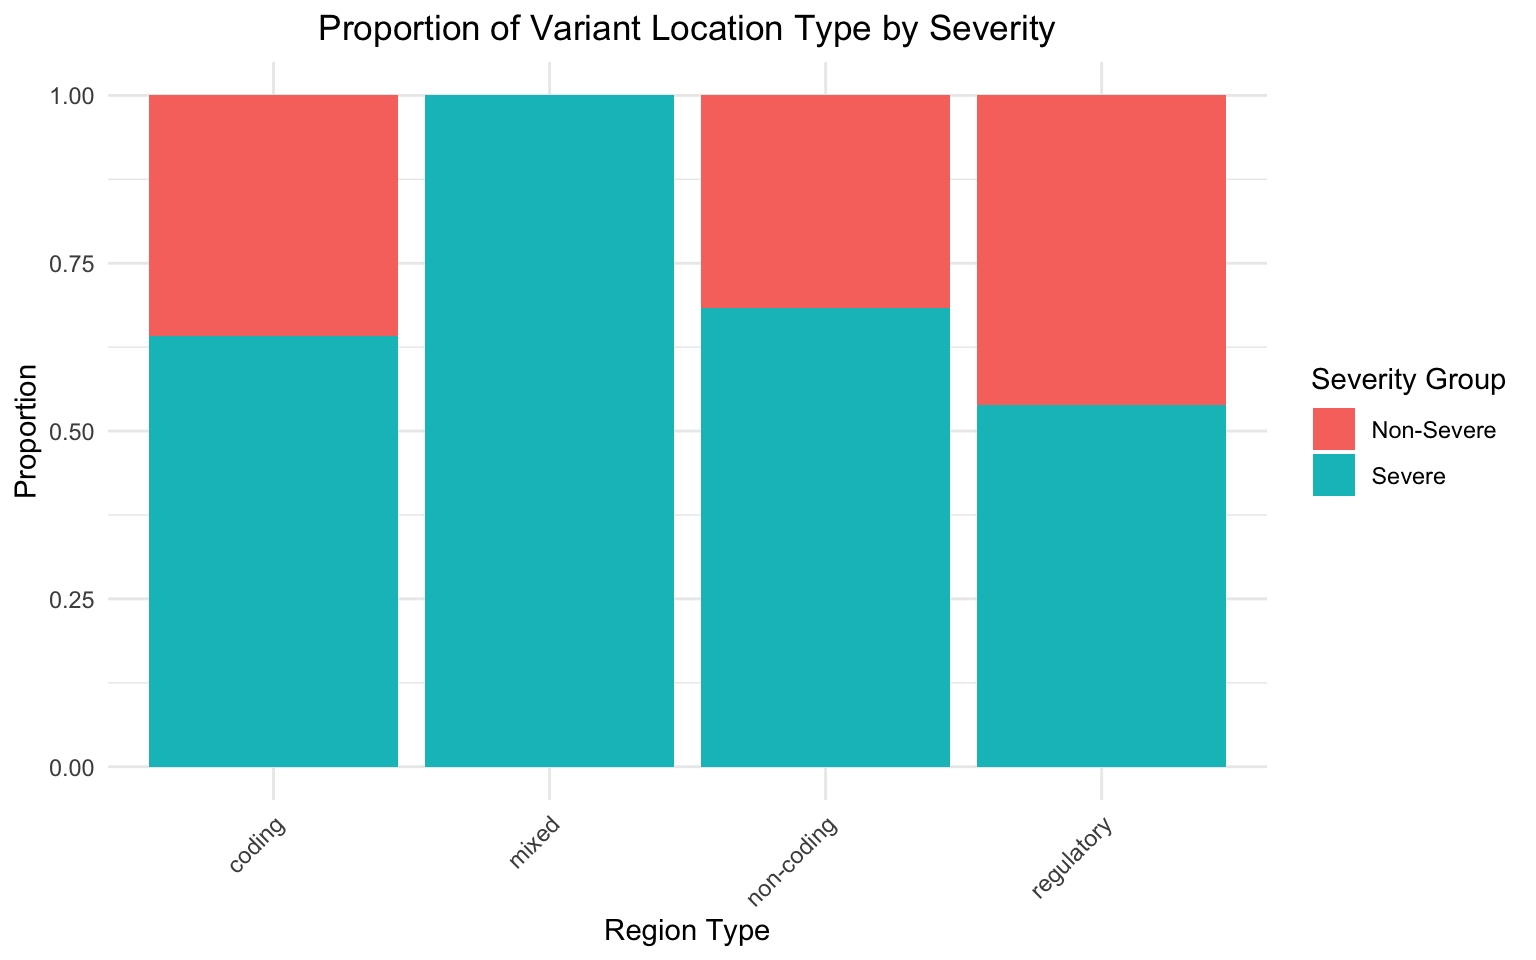 Proportion of Variant Location Type by Severity
1.00
0.75
0.50
0.25
0.00
Proportion
coding
mixed
non-coding
regulatory
Region Type
Severity Group
Non-Severe
Severe